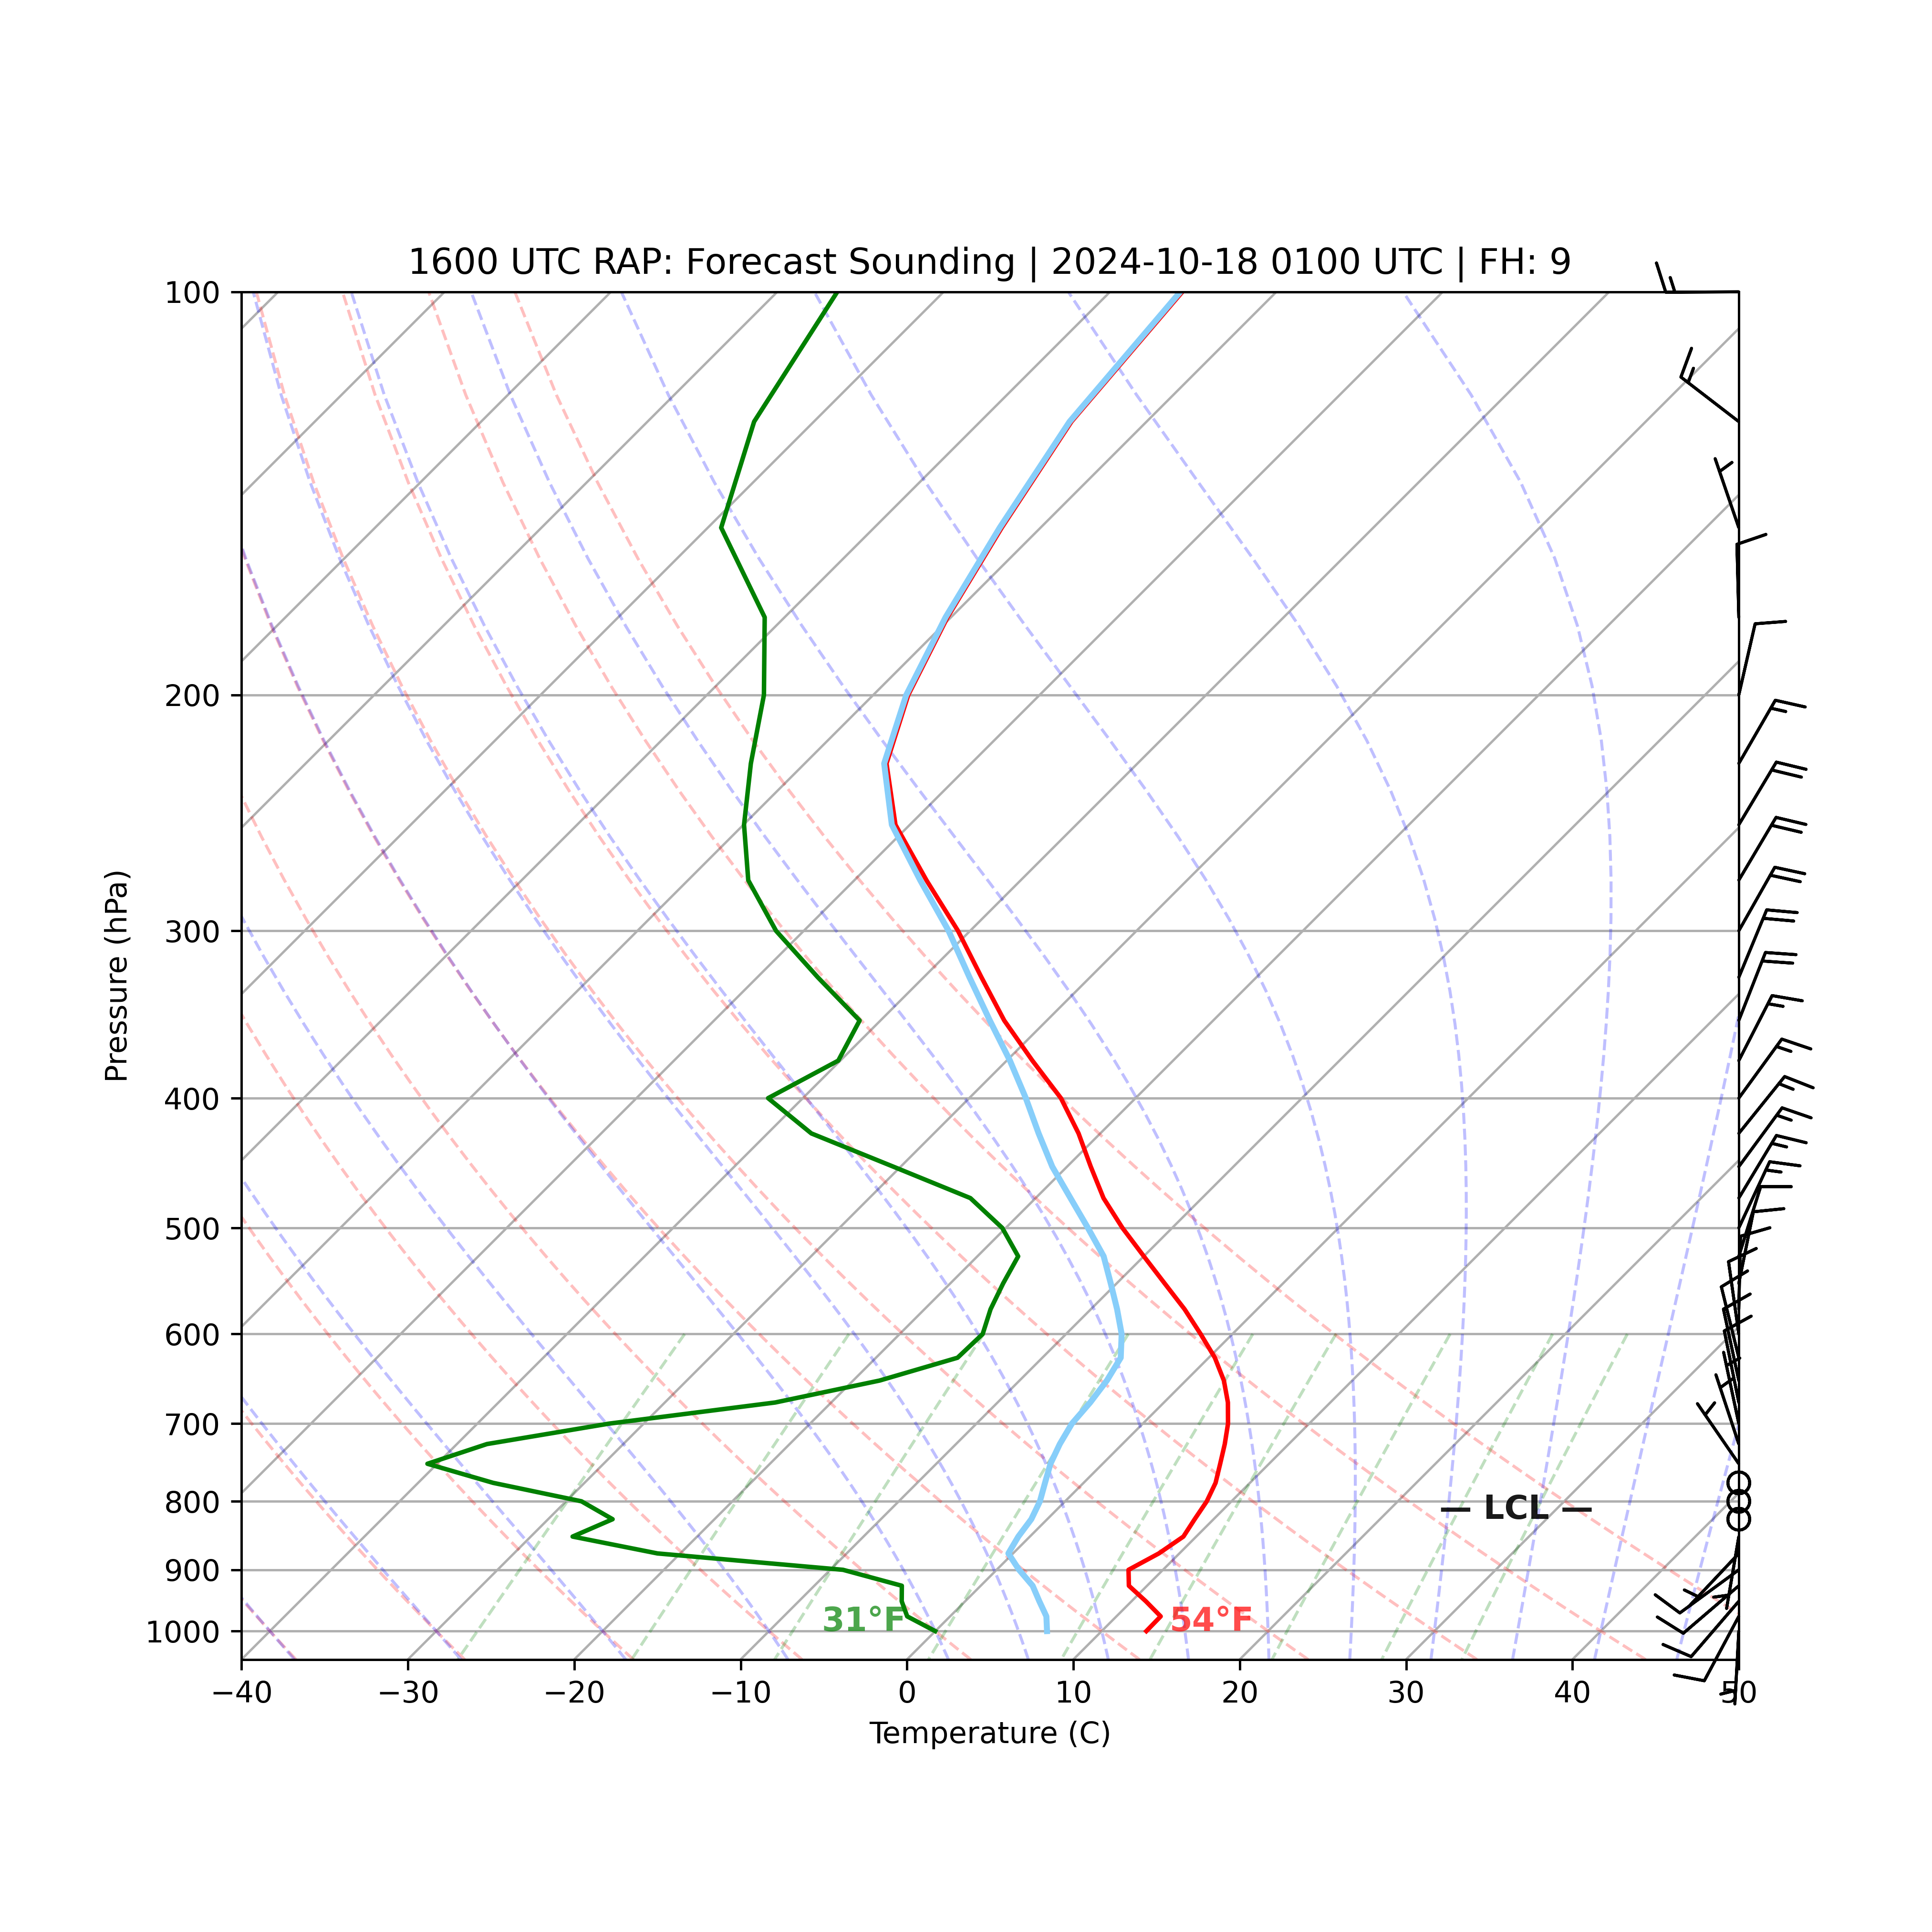 1600 UTC RAP: Forecast Sounding | 2024-10-18 0100 UTC | FH: 9
100
200
300
400
500
600
700
800
900
1000
Pressure (hPa)
— LCL —
31°F
54°F
−40 −30 −20 −10 0 10 20 30 40 50
Temperature (C)